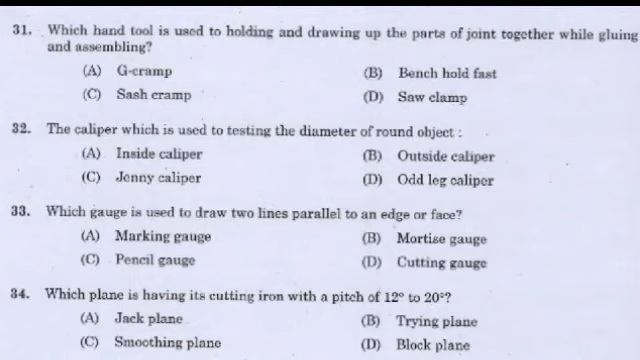 31. Which hand tool is used to holding and drawing up the parts of joint together while gluing
and assembling?
(A) G-cramp (B) Bench hold fast
(C) Sash cramp (D) Saw clamp
32. The caliper which is used to testing the diameter of round object :
(A) Inside caliper (B) Outside caliper
(C) Jenny caliper (D) Odd leg caliper
33. Which gauge is used to draw two lines parallel to an edge or face?
(A) Marking gauge (B) Mortise gauge
(C) Pencil gauge (D) Cutting gauge
34. Which plane is having its cutting iron with a pitch of 12° to 20°?
(A) Jack plane (B) Trying plane
(C) Smoothing plane (D) Block plane